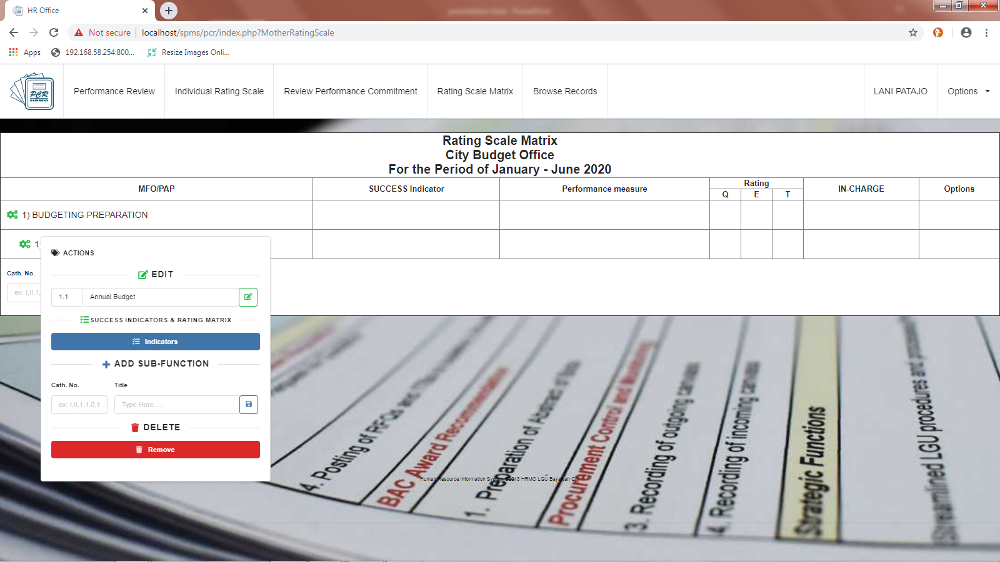 HR Office
presentation final - PowerPoint
Not secure
localhost/spms/pcr/index.php?MotherRatingScale
Apps
192.168.58.254:800...
Resize Images Onli...
PCR
HRMO
Performance Review
Individual Rating Scale
Review Performance Commitment
Rating Scale Matrix
Browse Records
LANI PATAJO
Options
Rating Scale Matrix
City Budget Office
For the Period of January - June 2020
MFO/PAP
SUCCESS Indicator
Performance measure
Rating
Q
E
T
IN-CHARGE
Options
1) BUDGETING PREPARATION
1
Cath. No.
ex: I,II,1,
ACTIONS
EDIT
1.1
Annual Budget
SUCCESS INDICATORS & RATING MATRIX
Indicators
ADD SUB-FUNCTION
Cath. No.
Title
ex: I,II,1,1.0,1
Type Here.....
DELETE
Remove
4. Posting of RFQs and
BAC Award Recommendation
1. Preparation of Abstract of Bids
Procurement Control and Monitoring
3. Recording of outgoing canvass
4. Recording of incoming canvass
Strategic Functions
Streamlined LGU procedures and
Human Resource Information System ©2018 HRMO LGU Bayawan City